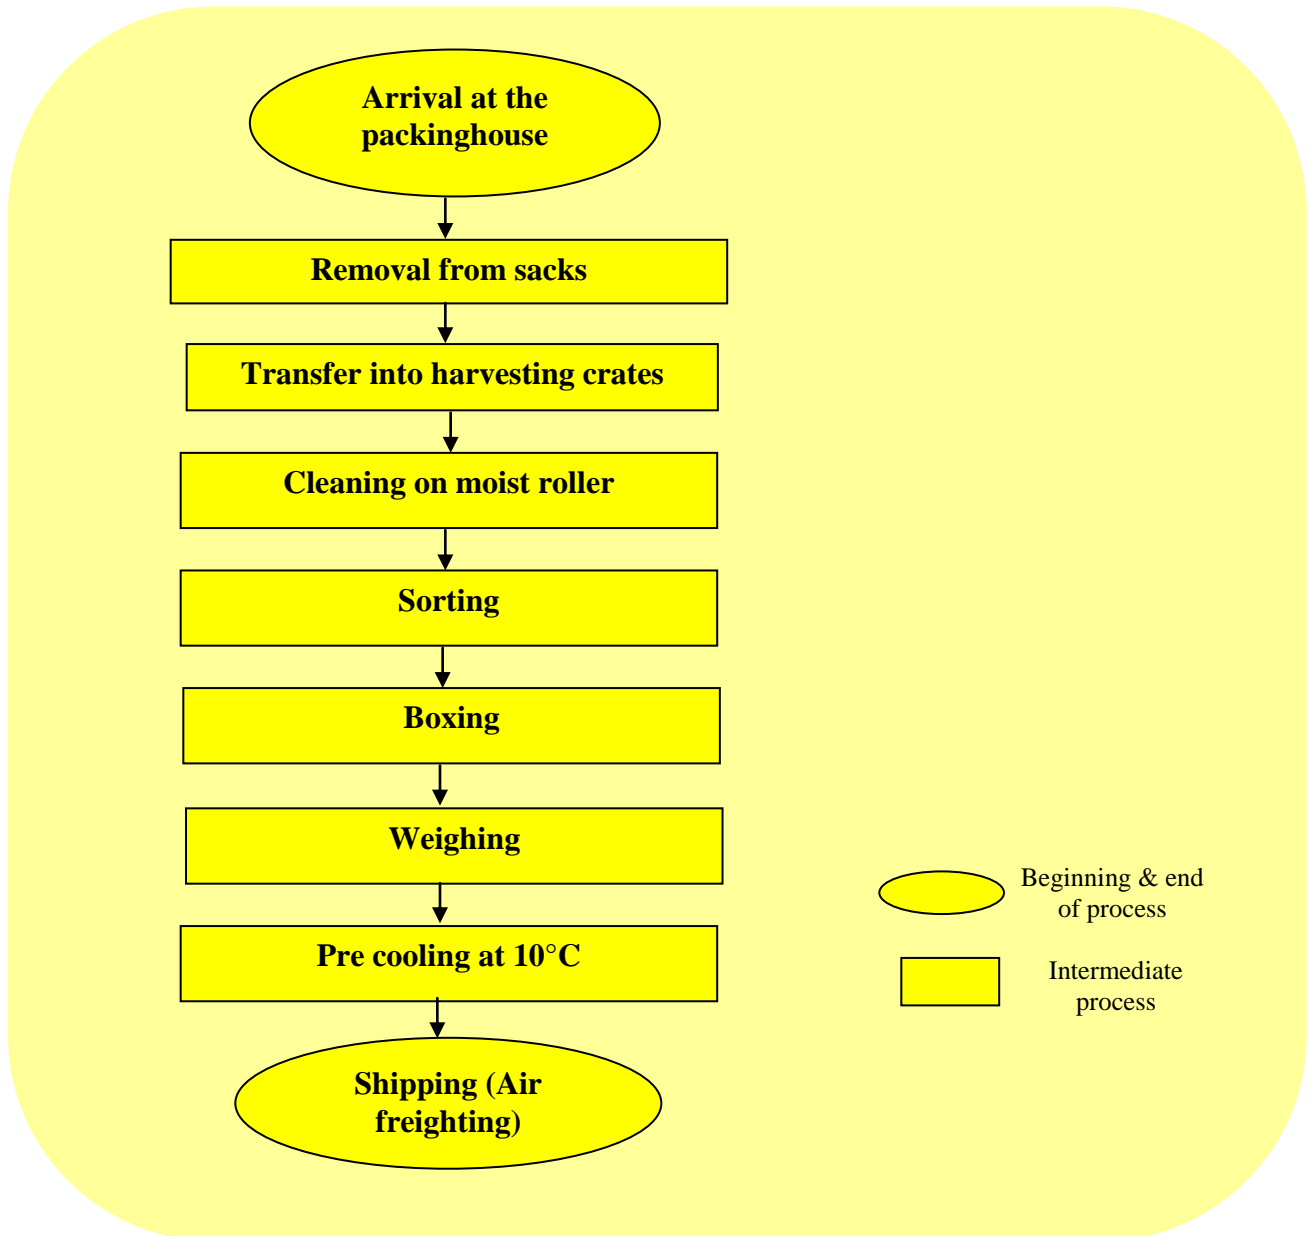 Arrival at the
packinghouse
Removal from sacks
Transfer into harvesting crates
Cleaning on moist roller
Sorting
Boxing
Weighing
Pre cooling at 10°C
Shipping (Air
freighting)
Beginning & end
of process
Intermediate
process